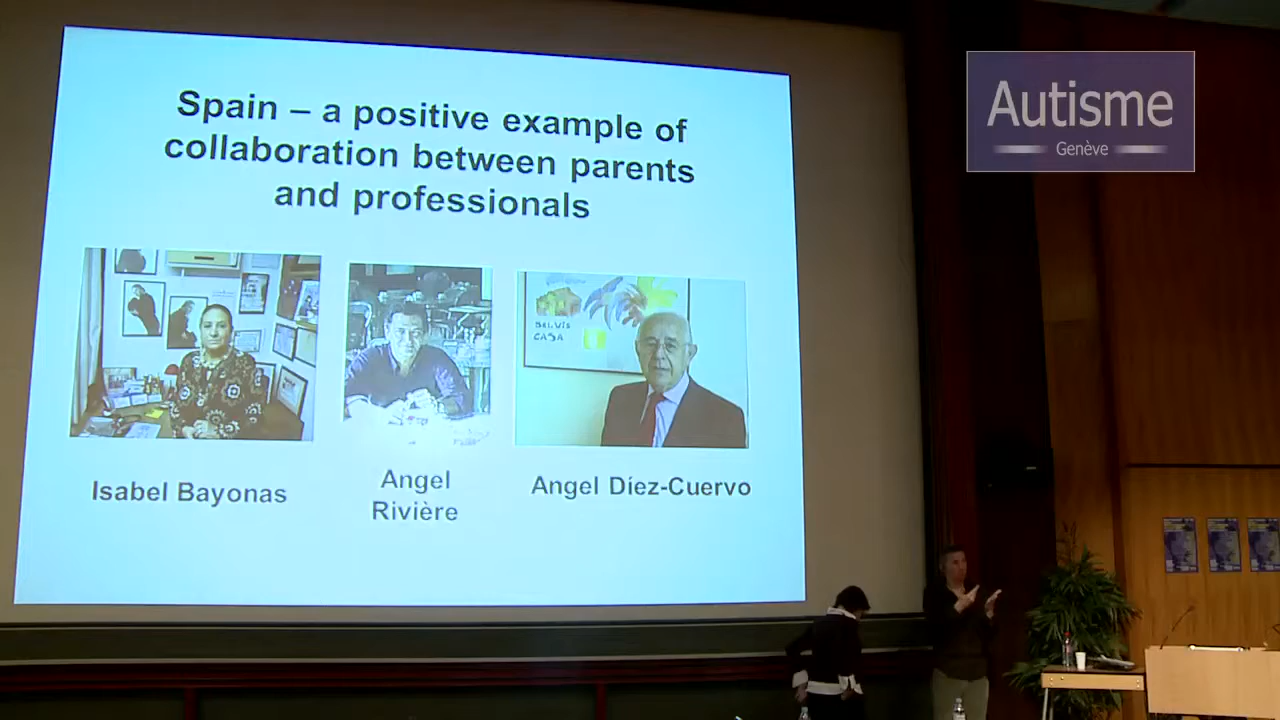 Spain – a positive example of
collaboration between parents
and professionals
BELVIS
CASA
Isabel Bayonas
Angel
Rivière
Angel Díez-Cuervo
Autisme
Genève